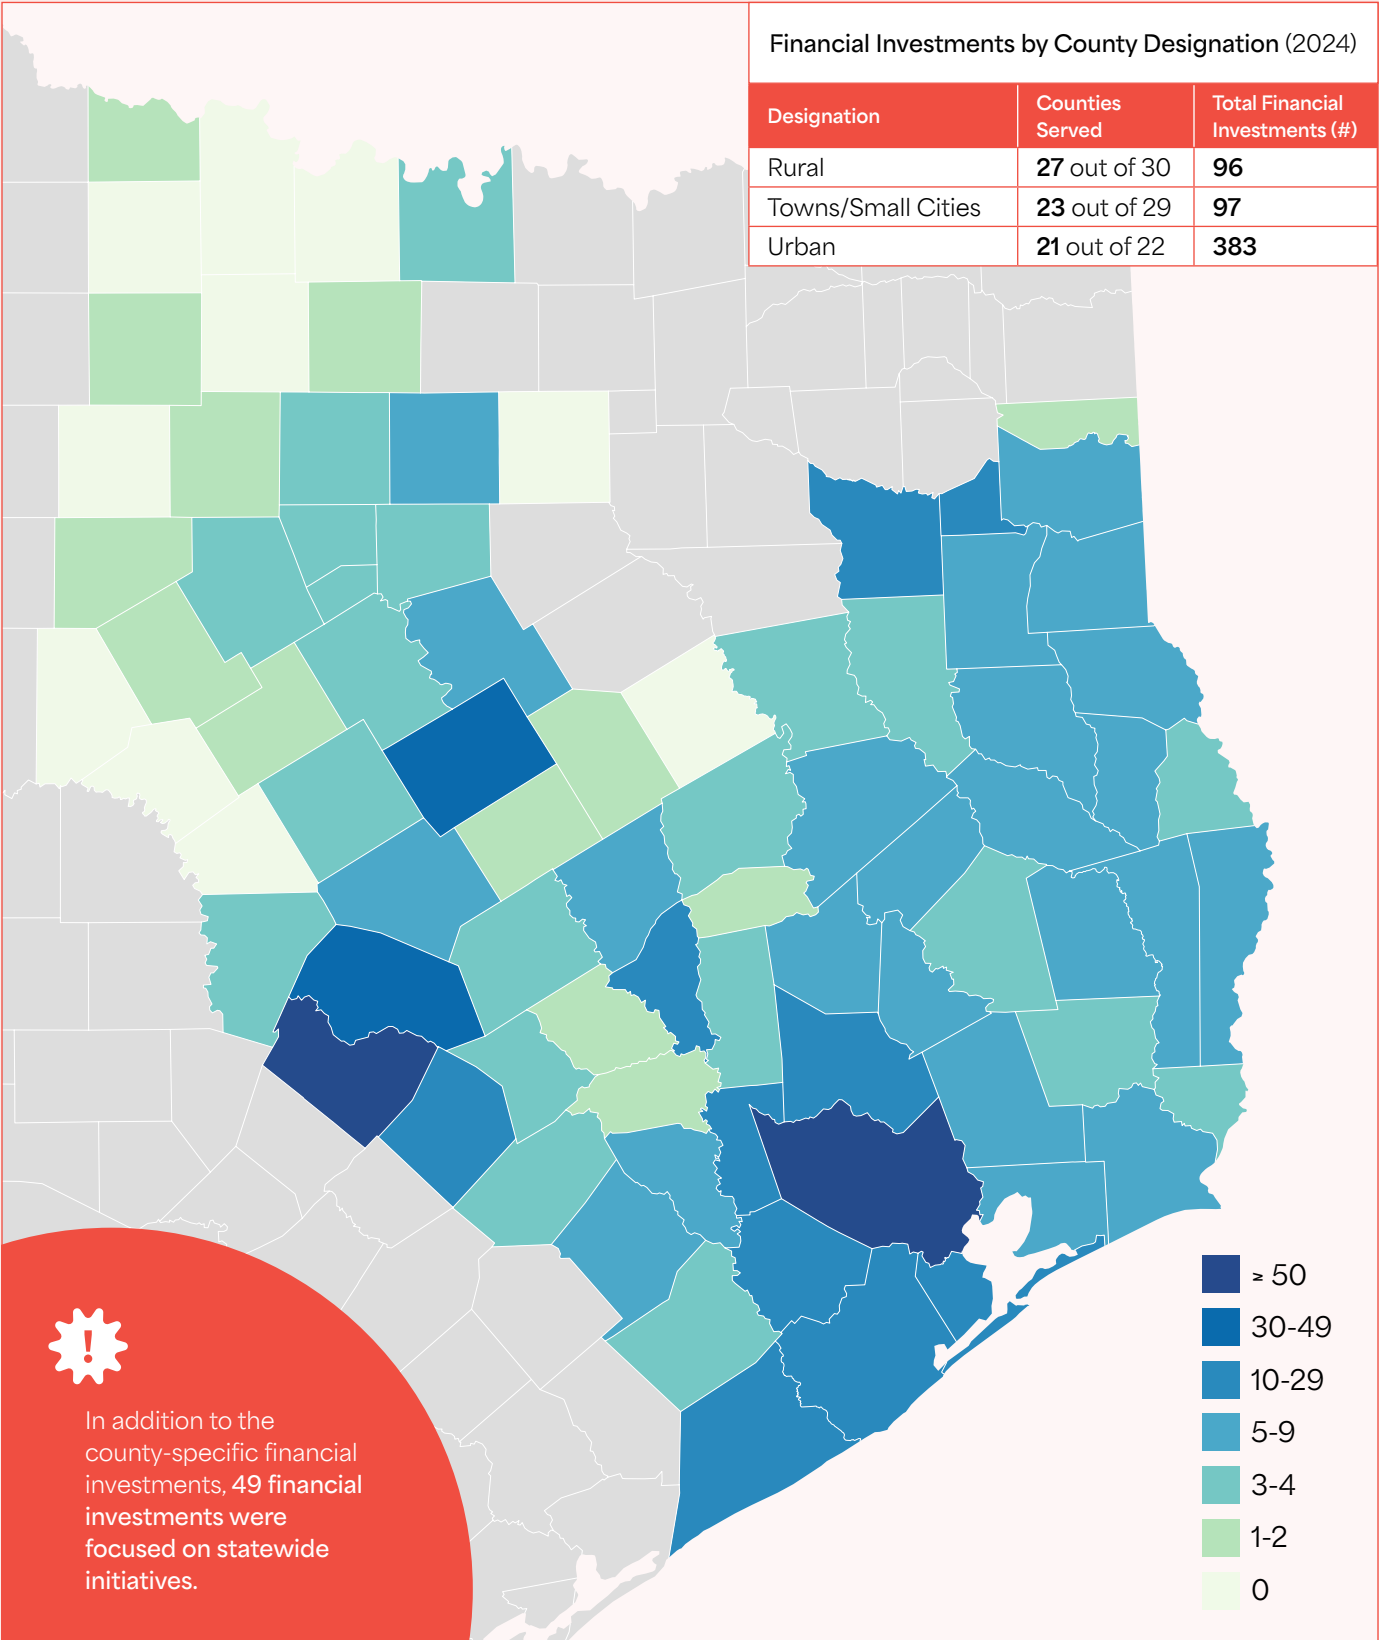 Financial Investments by County Designation (2024)
Designation
Counties
Served
Total Financial
Investments (#)
Rural
27 out of 30
96
Towns/Small Cities
23 out of 29
97
Urban
21 out of 22
383
≥ 50
30-49
10-29
5-9
3-4
1-2
0
!
In addition to the
county-specific financial
investments, 49 financial
investments were
focused on statewide
initiatives.